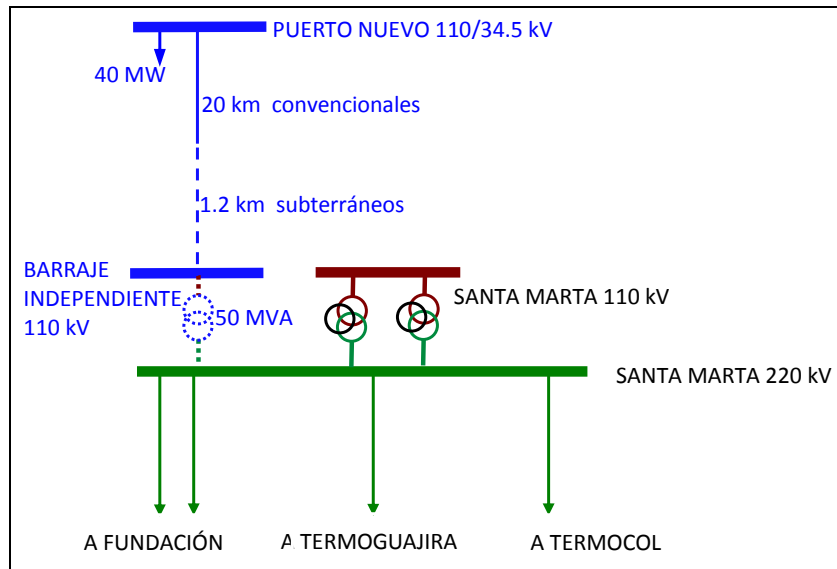 PUERTO NUEVO 110/34.5 kV
40 MW
20 km convencionales
1.2 km subterráneos
BARRAJE
INDEPENDIENTE
110 kV
50 MVA
SANTA MARTA 110 kV
SANTA MARTA 220 kV
A FUNDACIÓN
A TERMOGUAJIRA
A TERMOCOL